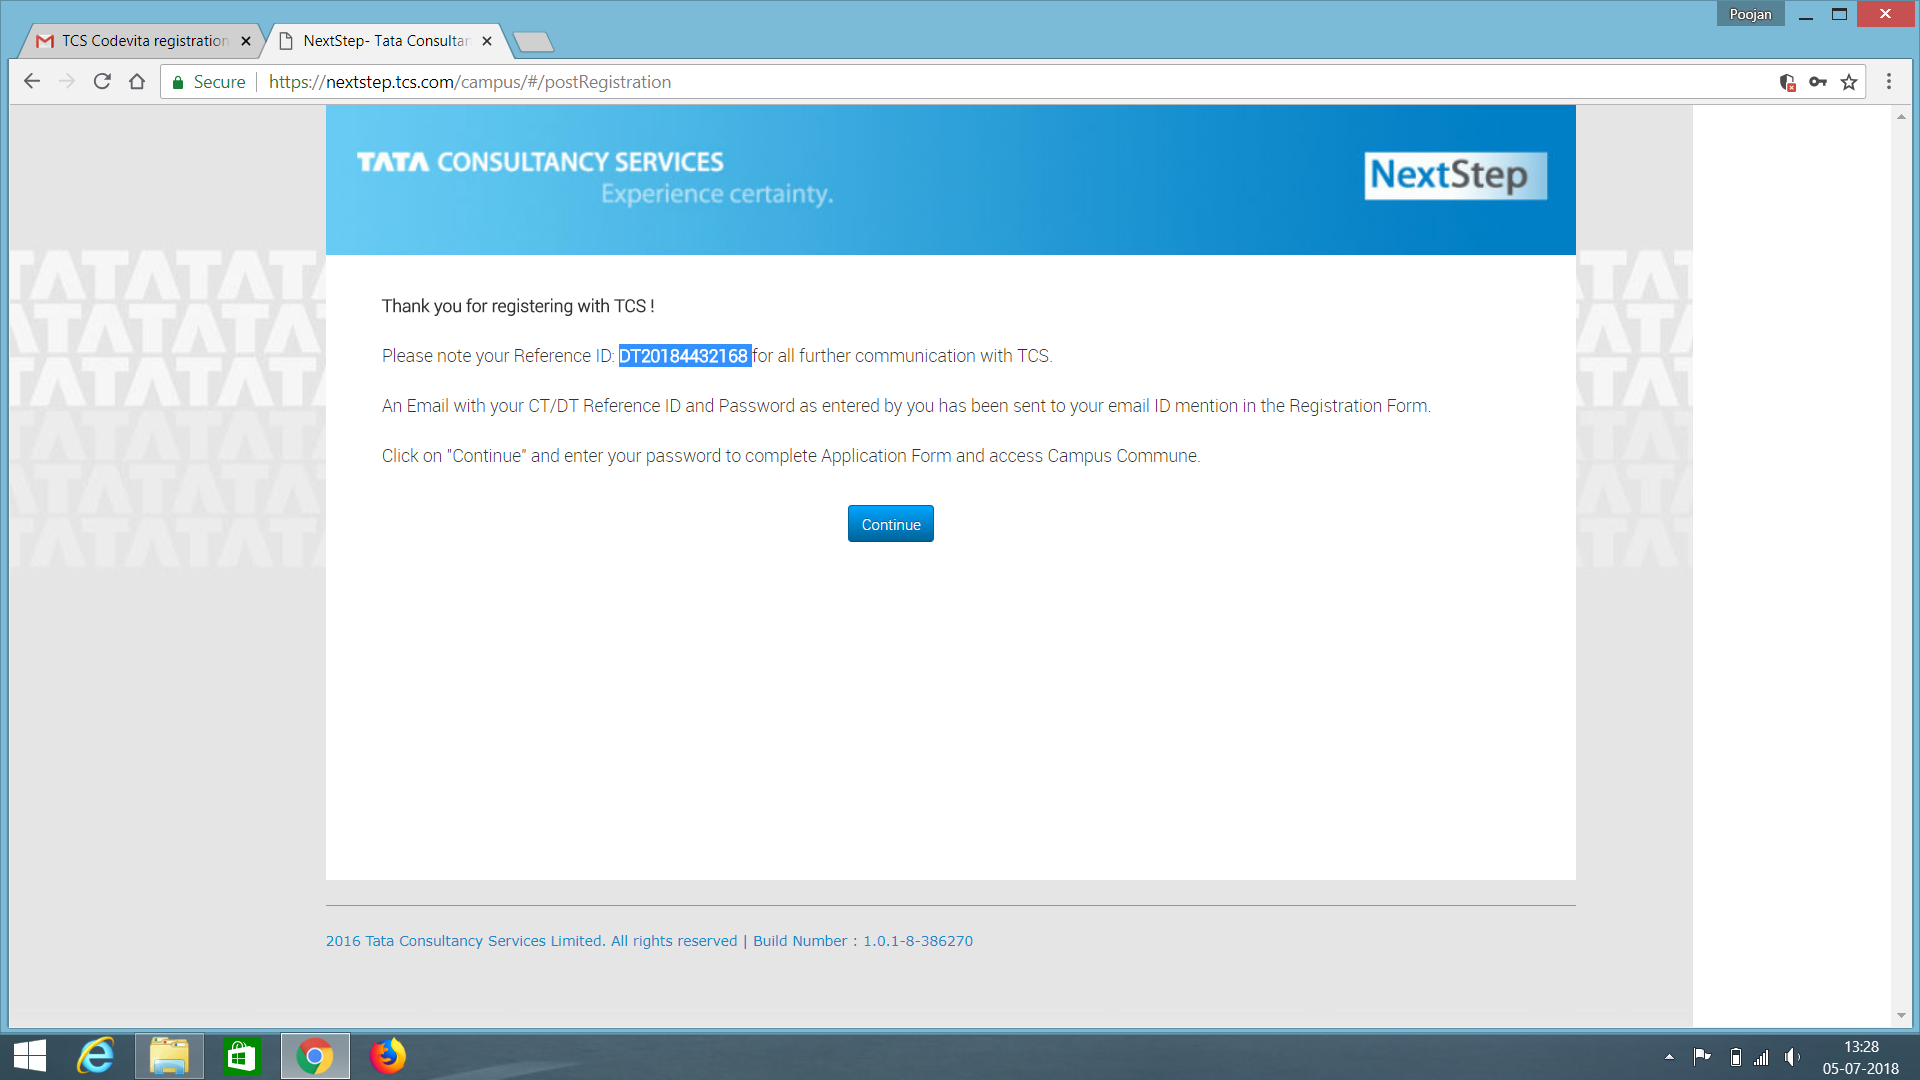 Poojan
TCS Codevita registration
NextStep- Tata Consultan
Secure
https://nextstep.tcs.com/campus/#/postRegistration
TATA CONSULTANCY SERVICES
Experience certainty.
NextStep
Thank you for registering with TCS !
Please note your Reference ID: DT20184432168 for all further communication with TCS.
An Email with your CT/DT Reference ID and Password as entered by you has been sent to your email ID mention in the Registration Form.
Click on "Continue" and enter your password to complete Application Form and access Campus Commune.
Continue
2016 Tata Consultancy Services Limited. All rights reserved | Build Number : 1.0.1-8-386270
13:28
05-07-2018